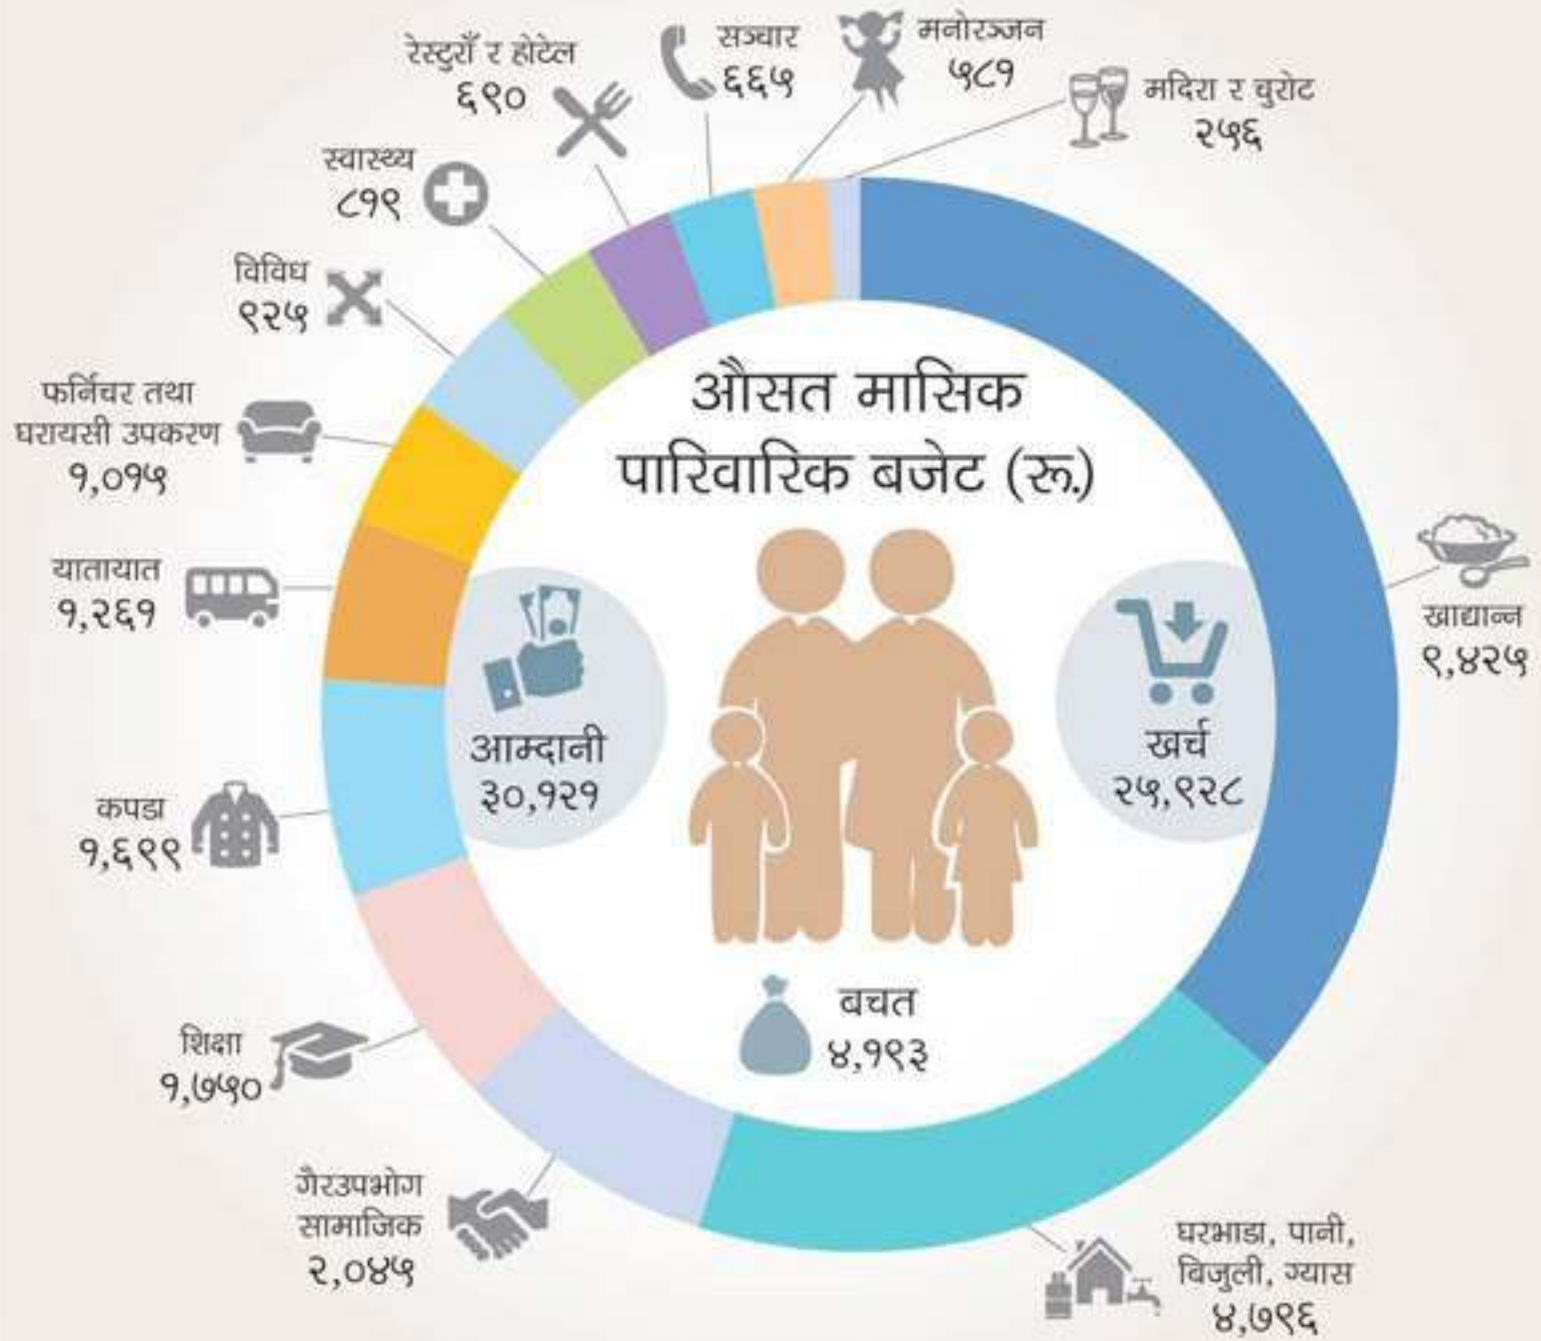 औसत मासिक
पारिवारिक बजेट (रू.)
आम्दानी
३०,१२१
खर्च
२५,९२८
बचत
४,१९३
खाद्यान्न
९,४२५
घरभाडा, पानी,
बिजुली, ग्यास
४,७९६
गैरउपभोग
सामाजिक
२,०४५
शिक्षा
१,७५०
कपडा
१,६९९
यातायात
१,२६१
फर्निचर तथा
घरायसी उपकरण
१,०१५
विविध
९२५
स्वास्थ्य
८१९
रेस्टुराँ र होटेल
६९०
सञ्चार
६६५
मनोरञ्जन
५८१
मदिरा र चुरोट
२५६